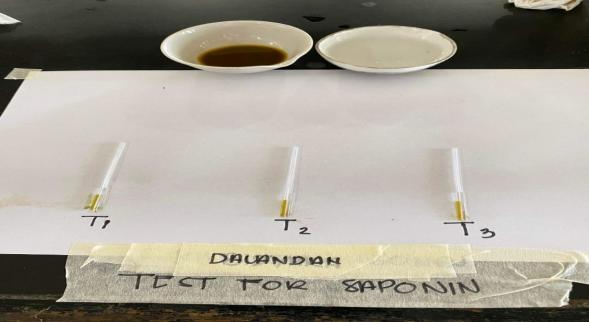 T1 T2 T3
DALANDAN
TEST FOR SAPONIN